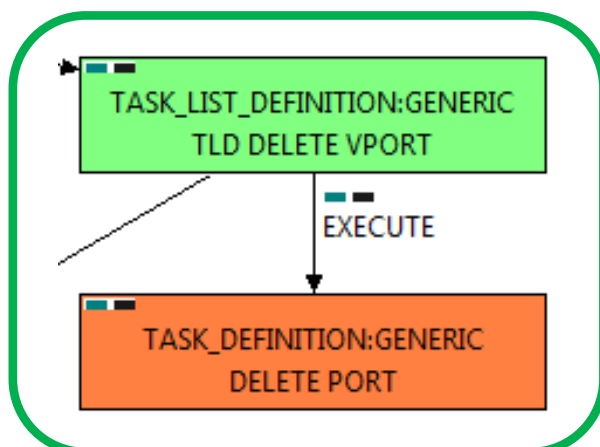 TASK_LIST_DEFINITION:GENERIC
TLD DELETE VPORT
EXECUTE
TASK_DEFINITION:GENERIC
DELETE PORT